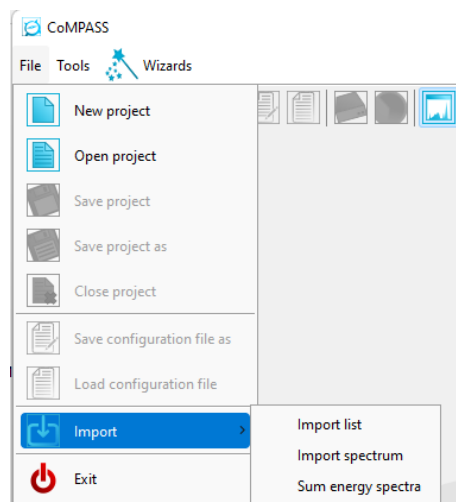 CoMPASS
File Tools Wizards
New project
Open project
Save project
Save project as
Close project
Save configuration file as
Load configuration file
Import
Import list
Import spectrum
Sum energy spectra
Exit